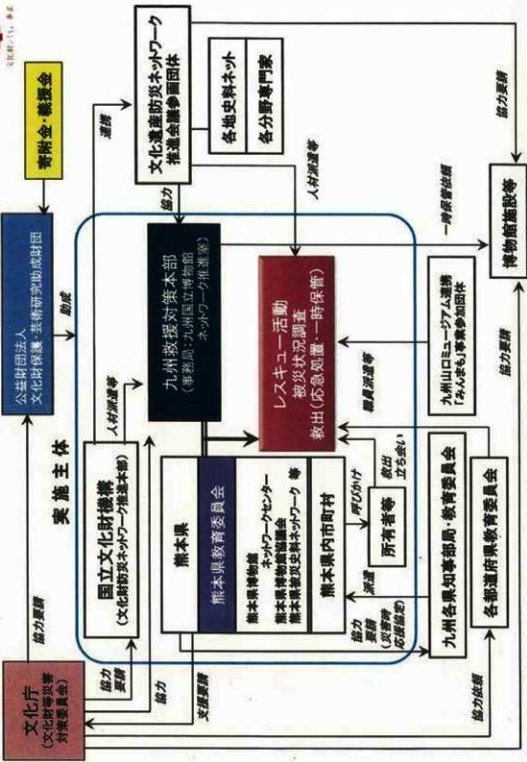 文化庁
(文化財等災害
対策委員会)
協力要請
公益財団法人
文化財保護 芸術研究助成財団
寄附金・義援金
助成
実施主体
国立文化財機構
(文化財防災ネットワーク推進本部)
人材派遣等
連携
文化遺産防災ネットワーク
推進会議参画団体
各地史料ネット
各分野専門家
協力
要請
協力
支援要請
熊本県
熊本県教育委員会
熊本県博物館
ネットワークセンター
熊本県博物館協議会
熊本県被災史料ネットワーク 等
熊本県内市町村
九州救援対策本部
(事務局:九州国立博物館
ネットワーク推進室)
協力
レスキュー活動
被災状況調査
救出(応急処置・一時保管)
人材派遣等
協力要請
呼びかけ
所有者等
救出
立ち会い
職員派遣等
一時保管依頼
協力
要請
(災害時
応援協定)
派遣
九州各県知事部局・教育委員会
九州山口ミュージアム連携
「みんまも」事業参加団体
各都道府県教育委員会
協力依頼
協力要請
博物館施設等